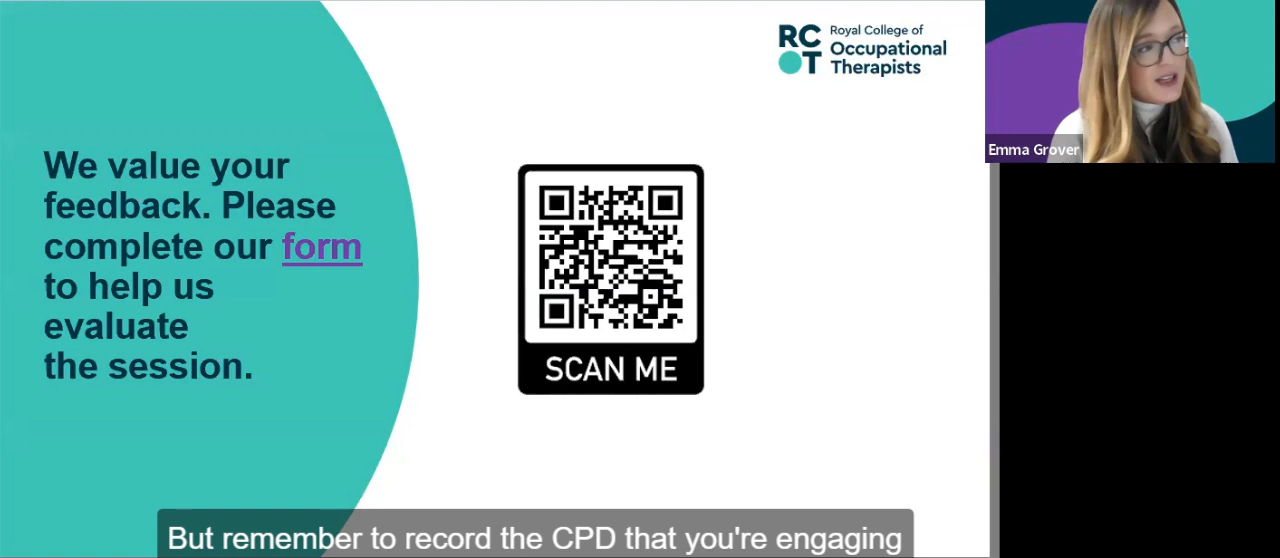 RC
OT
Royal College of
Occupational
Therapists
Emma Grover
We value your
feedback. Please
complete our form
to help us
evaluate
the session.
SCAN ME
But remember to record the CPD that you're engaging